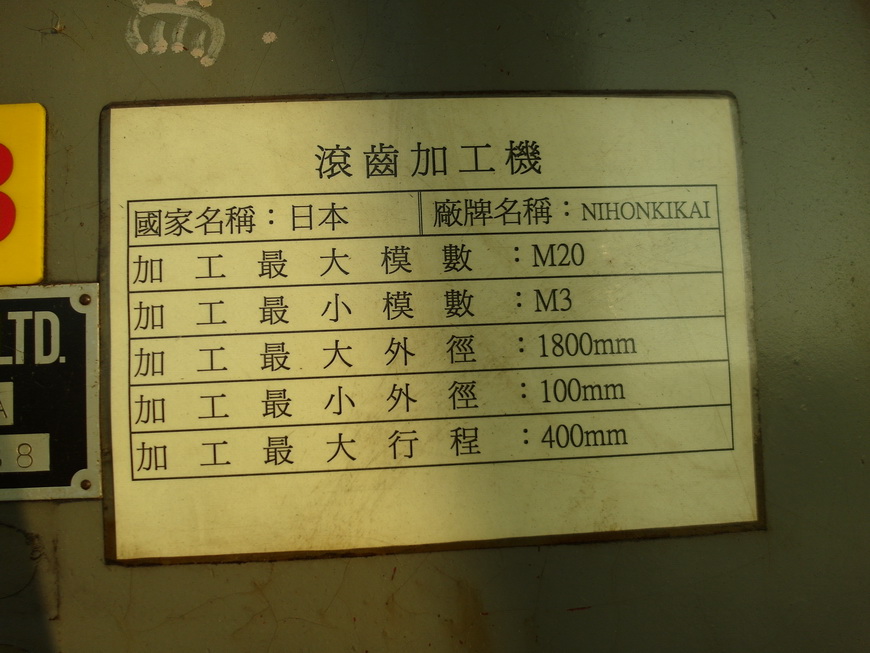 滾齒加工機
國家名稱：日本 廠牌名稱：NIHONKIKAI
加工最大模數：M20
加工最小模數：M3
加工最大外徑：1800mm
加工最小外徑：100mm
加工最大行程：400mm
LTD.
A
8